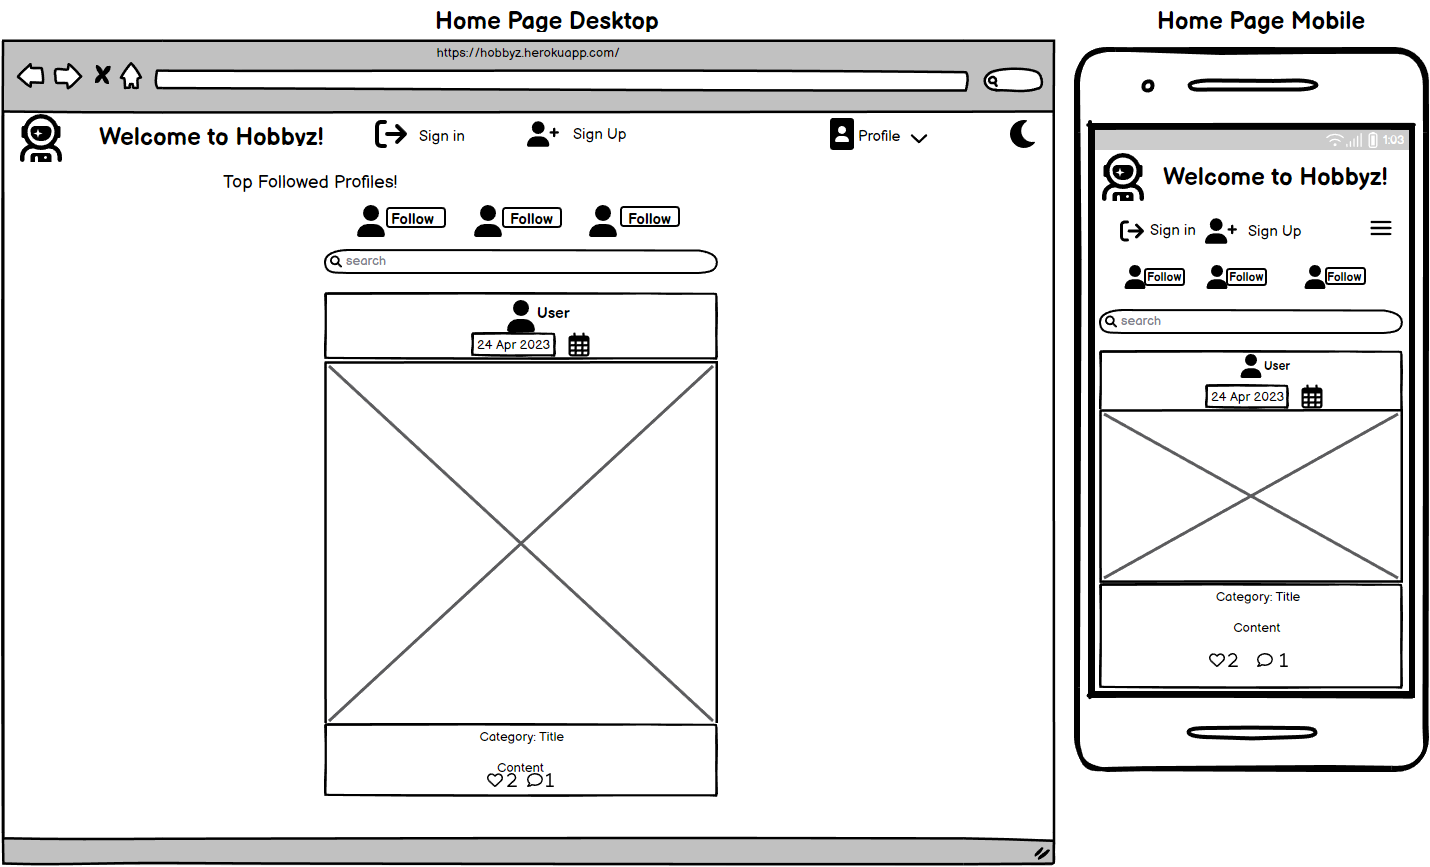 Home Page Desktop
https://hobbyz.herokuapp.com/
Welcome to Hobbyz!
Sign in
Sign Up
Profile
Top Followed Profiles!
Follow
Follow
Follow
search
User
24 Apr 2023
Category: Title
Content
2
1
Home Page Mobile
1:03
Welcome to Hobbyz!
Sign in
Sign Up
Follow
Follow
Follow
search
User
24 Apr 2023
Category: Title
Content
2
1